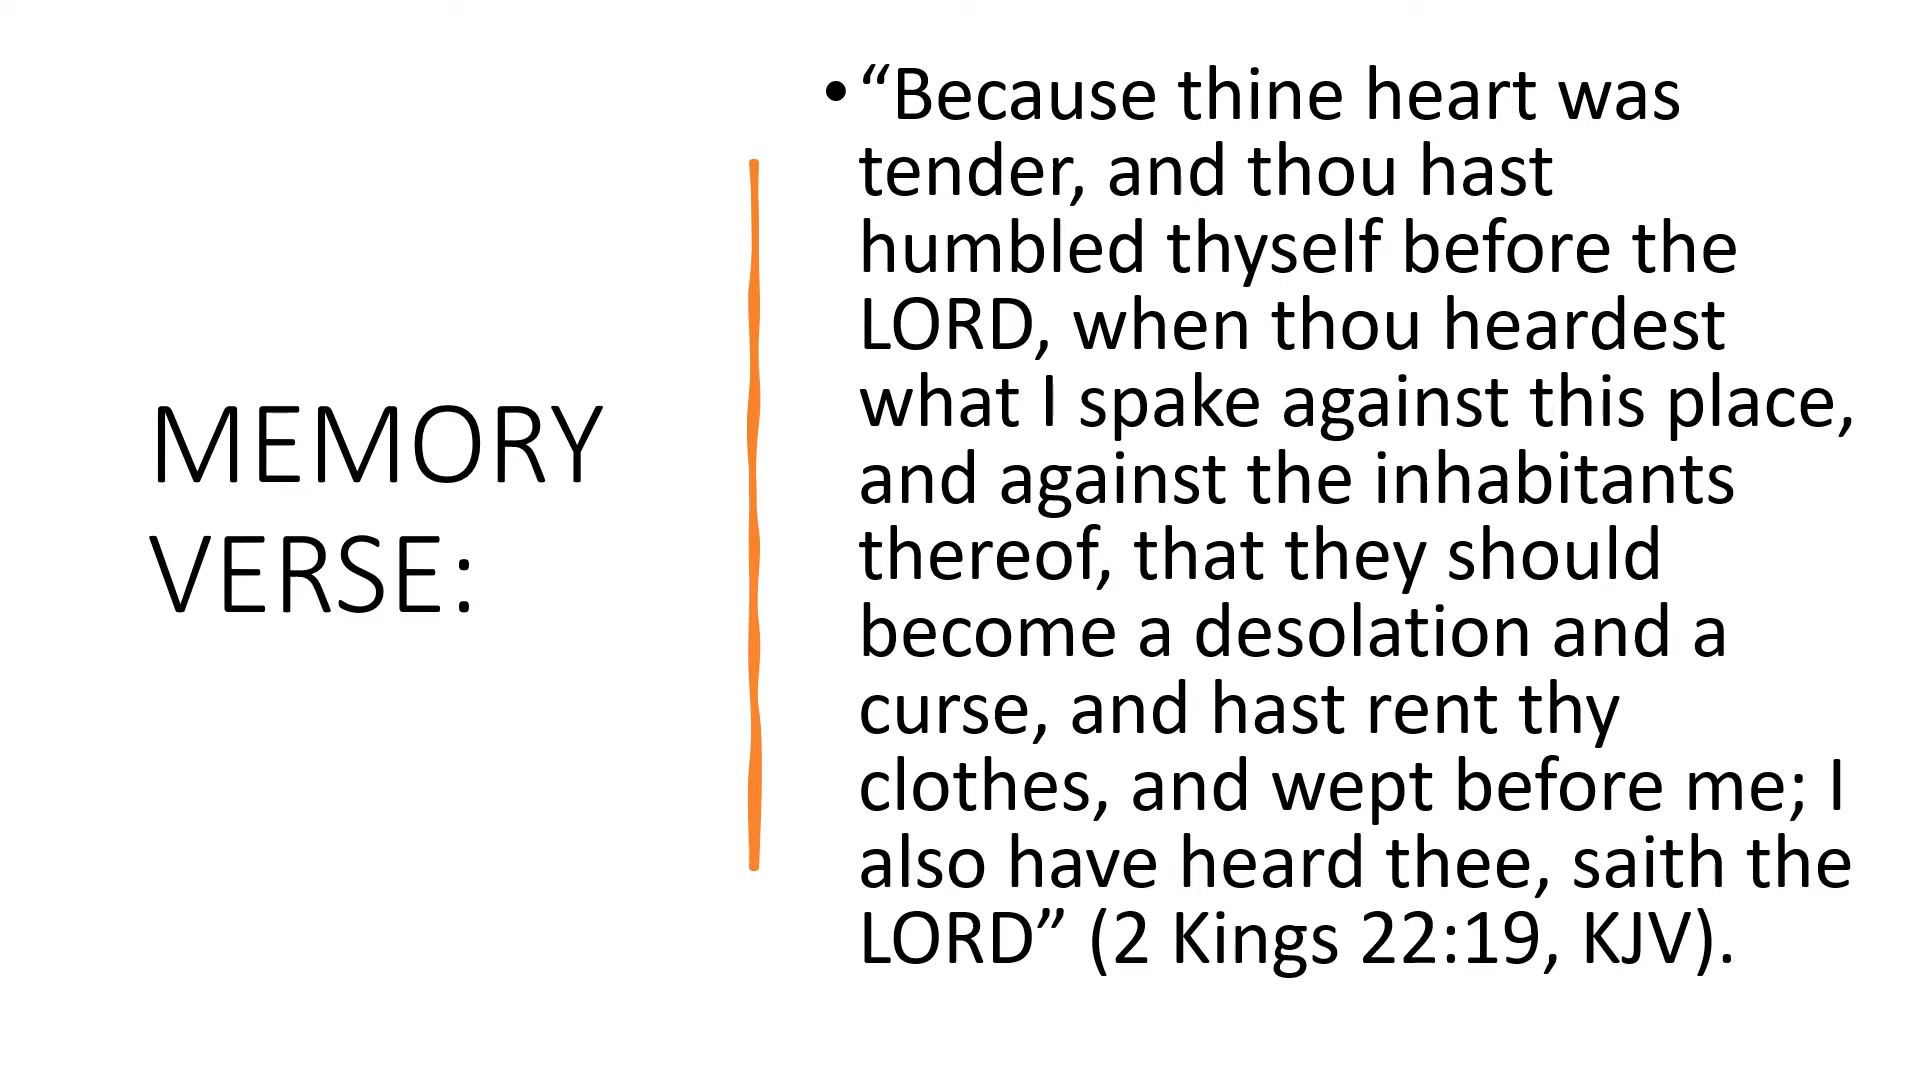 MEMORY
VERSE:
•“Because thine heart was
tender, and thou hast
humbled thyself before the
LORD, when thou heardest
what I spake against this place,
and against the inhabitants
thereof, that they should
become a desolation and a
curse, and hast rent thy
clothes, and wept before me; I
also have heard thee, saith the
LORD” (2 Kings 22:19, KJV).